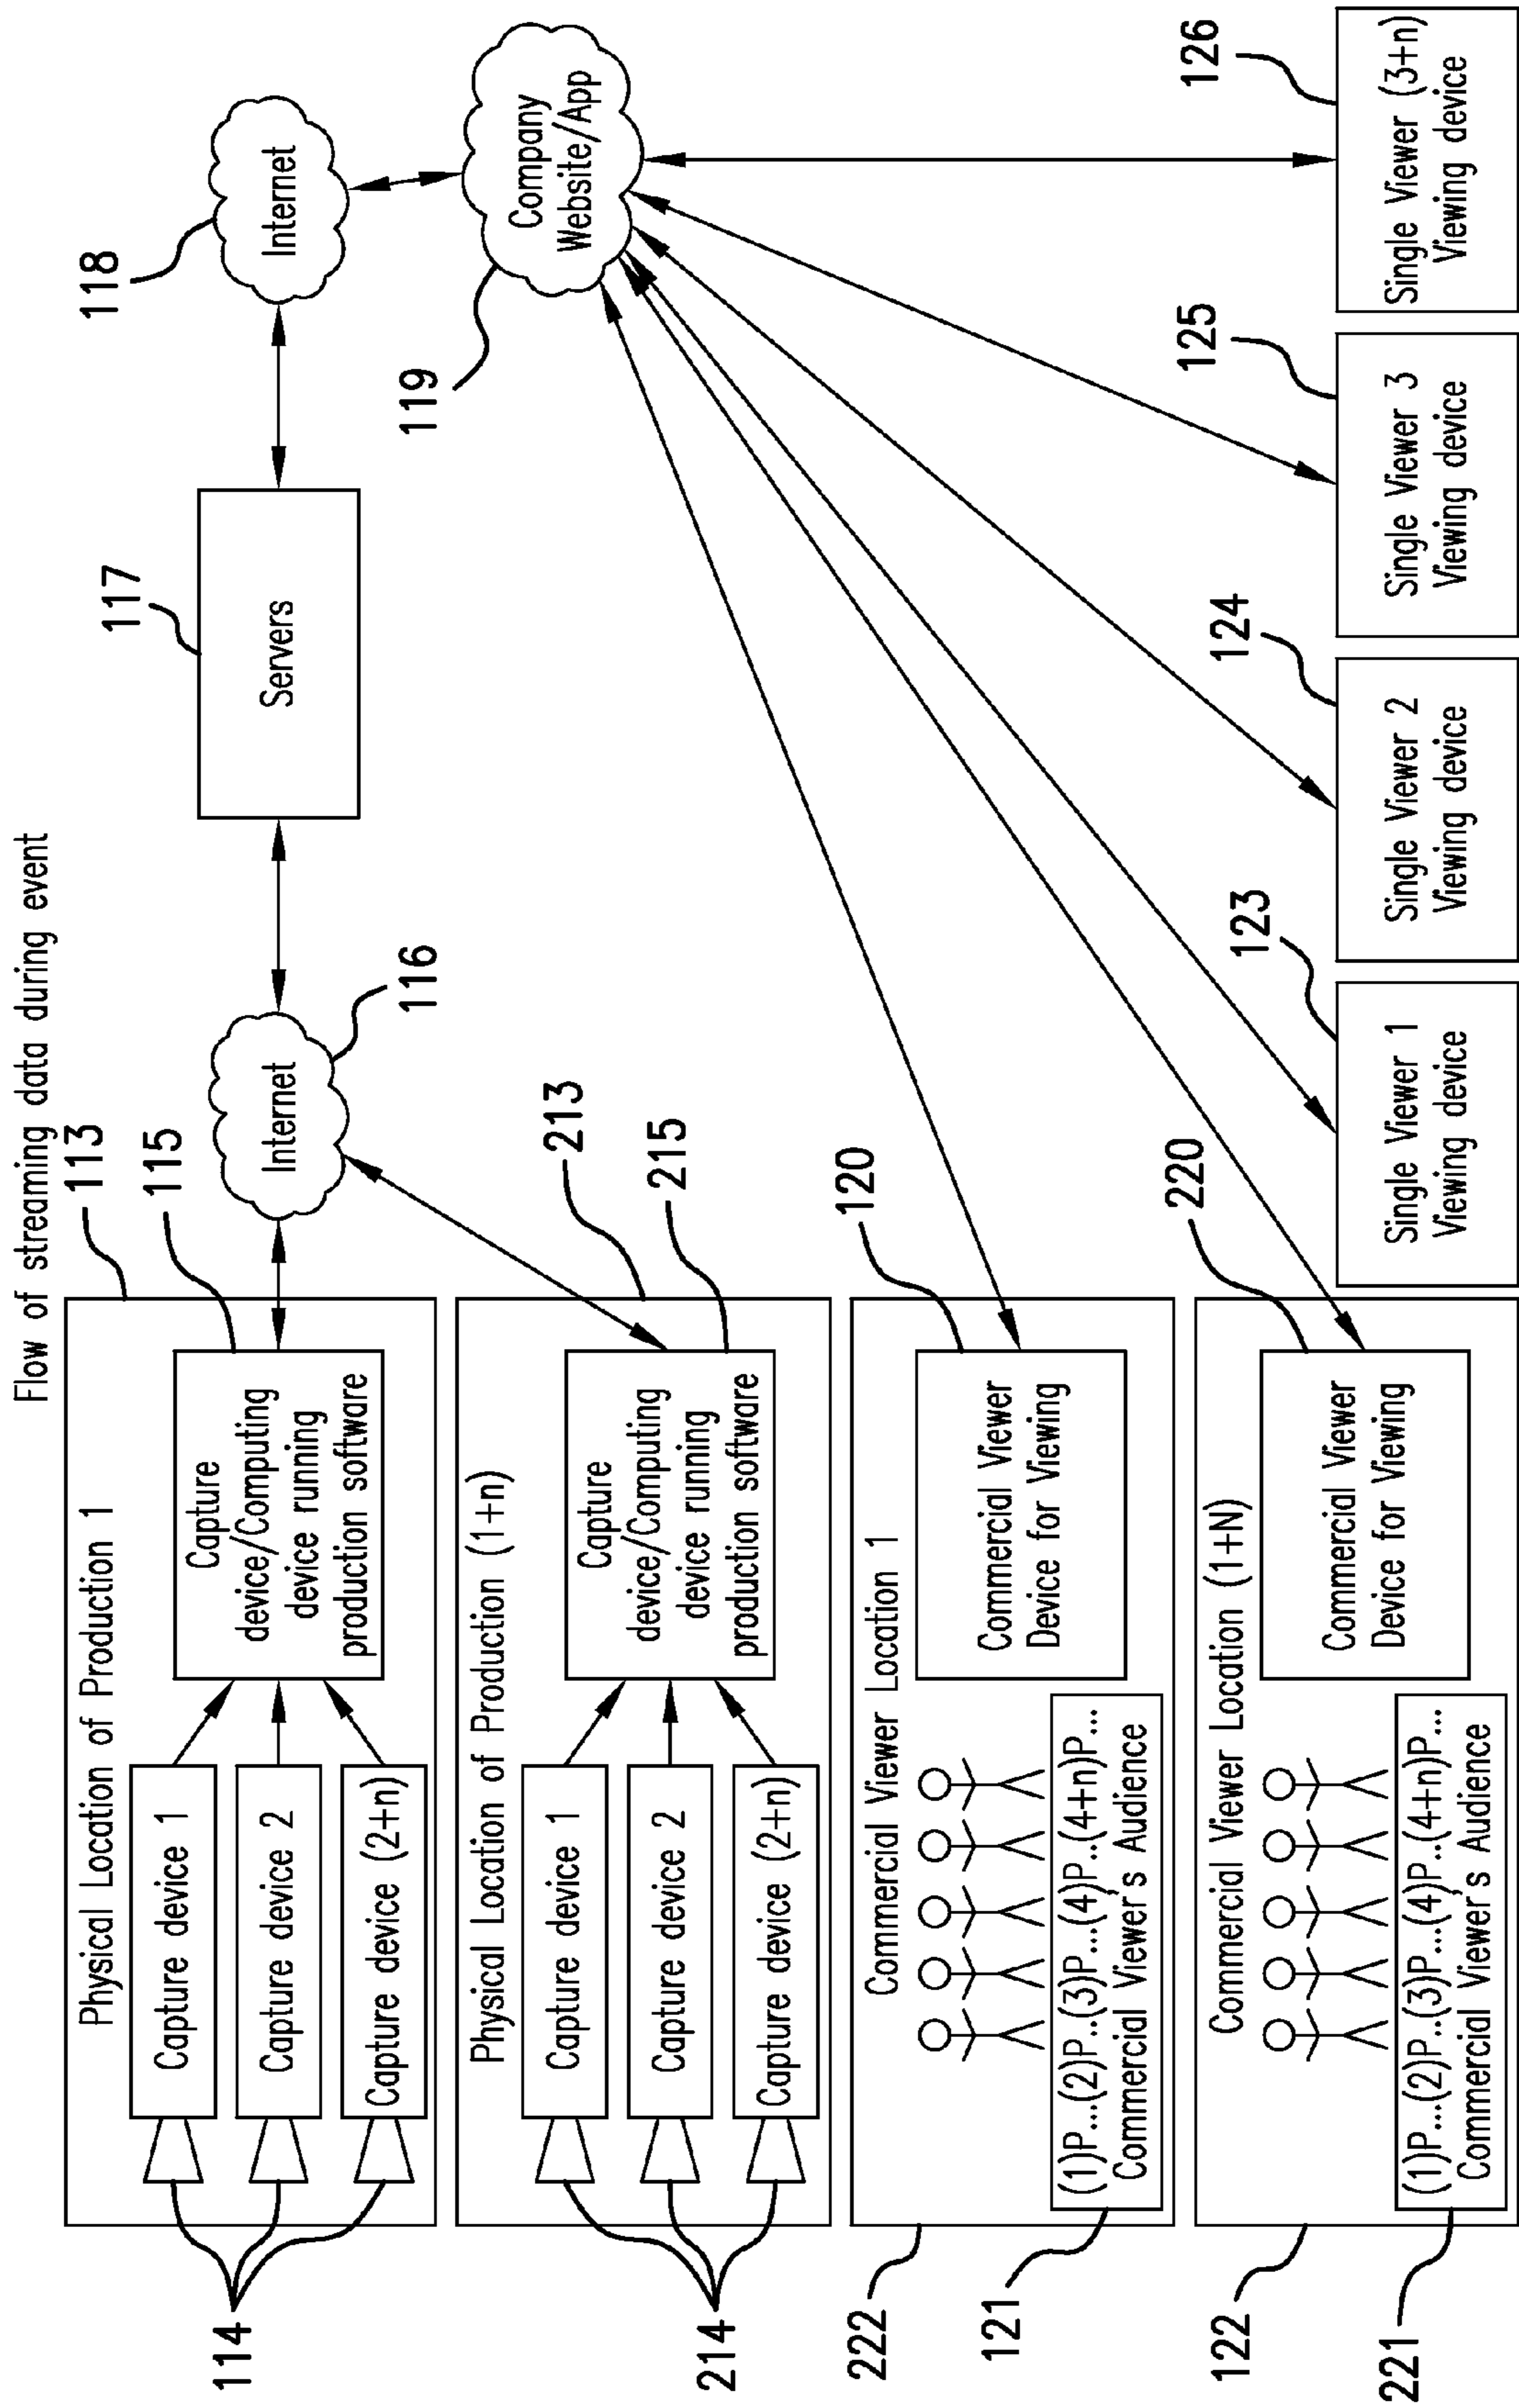 Flow of streaming data during event
113
Physical Location of Production 1
114
Capture device 1
Capture device 2
Capture device (2+n)
115
Capture
device/Computing
device running
production software
116
Internet
117
Servers
118
Internet
119
Company
Website/App
213
Physical Location of Production (1+n)
214
Capture device 1
Capture device 2
Capture device (2+n)
215
Capture
device/Computing
device running
production software
222
Commercial Viewer Location 1
121
(1)P...(2)P..(3)P...(4)P..(4+n)P...
Commercial Viewer's Audience
120
Commercial Viewer
Device for Viewing
122
Commercial Viewer Location (1+N)
221
(1)P...(2)P..(3)P...(4)P..(4+n)P...
Commercial Viewer's Audience
220
Commercial Viewer
Device for Viewing
123
Single Viewer 1
Viewing device
124
Single Viewer 2
Viewing device
125
Single Viewer 3
Viewing device
126
Single Viewer (3+n)
Viewing device